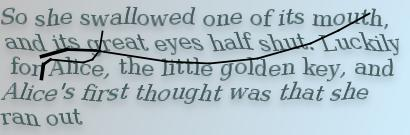 So she swallowed one of its mouth,
and its great eyes half shut. Luckily
for Alice, the little golden key, and
Alice's first thought was that she
ran out